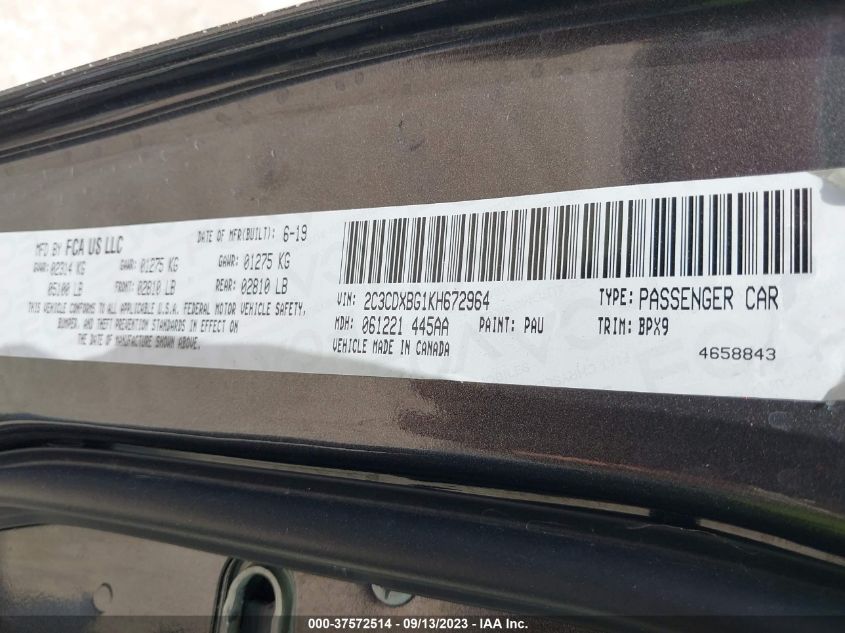 MFD BY FCA US LLC DATE OF MFR(BUILT): 6-19
GVWR: 02314 KG GAWR: 01275 KG GAWR: 01275 KG
05100 LB FRONT: 02810 LB REAR: 02810 LB
THIS VEHICLE CONFORMS TO ALL APPLICABLE U.S.A. FEDERAL MOTOR VEHICLE SAFETY,
BUMPER, AND THEFT PREVENTION STANDARDS IN EFFECT ON
THE DATE OF MANUFACTURE SHOWN ABOVE.
VIN: 2C3CDXBG1KH672964 TYPE: PASSENGER CAR
MDH: 061221 445AA PAINT: PAU TRIM: BPX9
VEHICLE MADE IN CANADA 4658843
000-37572514 - 09/13/2023 - IAA Inc.